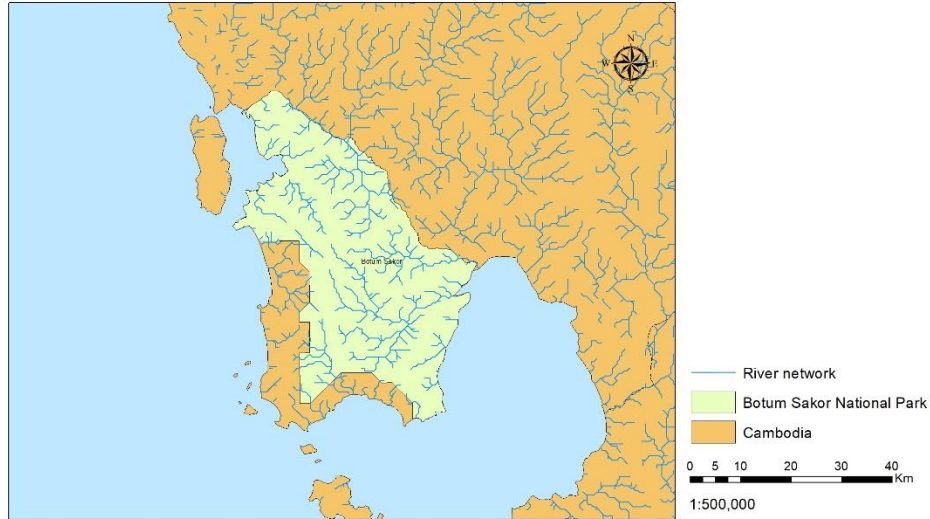 N
W E
S
Botum Sakor
River network
Botum Sakor National Park
Cambodia
0 5 10 20 30 40
Km
1:500,000